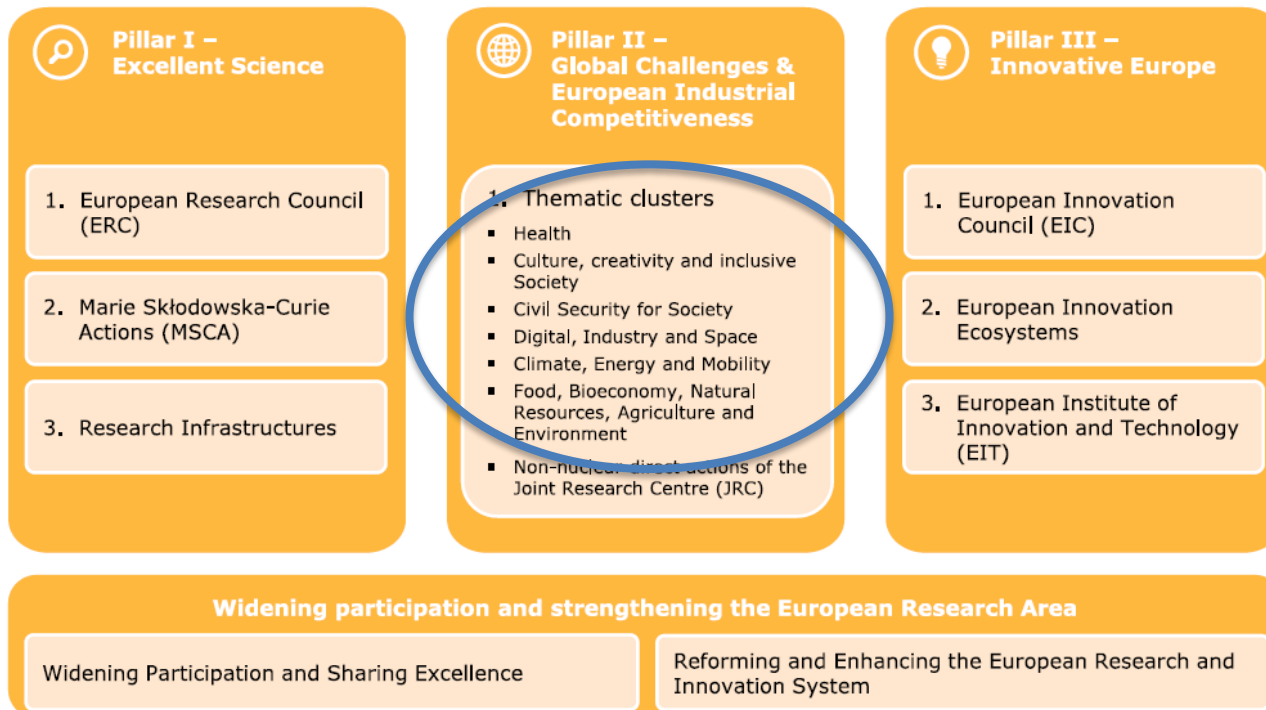 Pillar I –
Excellent Science
1. European Research Council
(ERC)
2. Marie Skłodowska-Curie
Actions (MSCA)
3. Research Infrastructures
Pillar II –
Global Challenges &
European Industrial
Competitiveness
1. Thematic clusters
▪ Health
▪ Culture, creativity and inclusive
Society
▪ Civil Security for Society
▪ Digital, Industry and Space
▪ Climate, Energy and Mobility
▪ Food, Bioeconomy, Natural
Resources, Agriculture and
Environment
▪ Non-nuclear direct actions of the
Joint Research Centre (JRC)
Pillar III –
Innovative Europe
1. European Innovation
Council (EIC)
2. European Innovation
Ecosystems
3. European Institute of
Innovation and Technology
(EIT)
Widening participation and strengthening the European Research Area
Widening Participation and Sharing Excellence
Reforming and Enhancing the European Research and
Innovation System